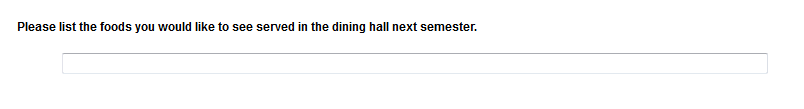 Please list the foods you would like to see served in the dining hall next semester.